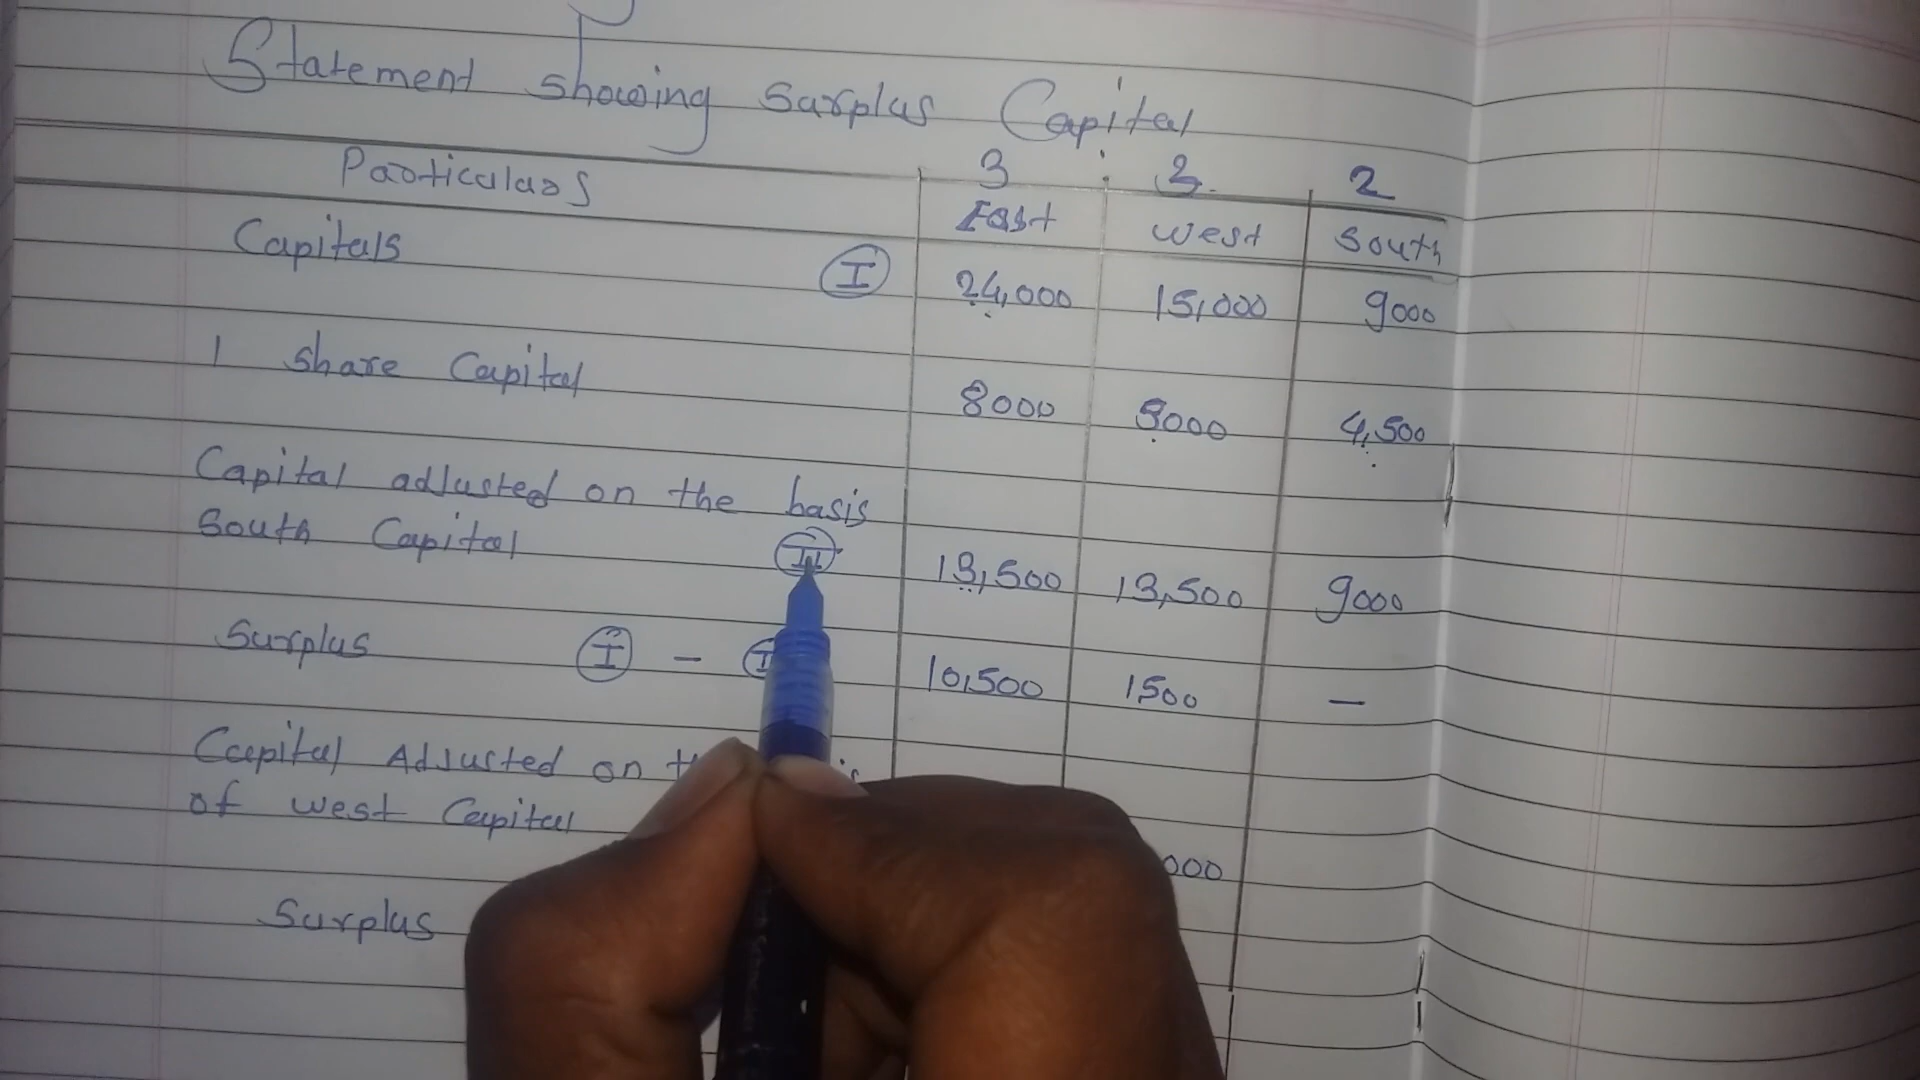 Statement showing Surplus Capital
3 : 3 2
Particulars East west South
Capitals I 24,000 15,000 9000
1 share Capital 8000 5000 4,500
Capital adjusted on the basis
South Capital II 13,500 13,500 9000
Surplus I - 10,500 1500 —
Capital Adjusted on
of west Capital 000
Surplus